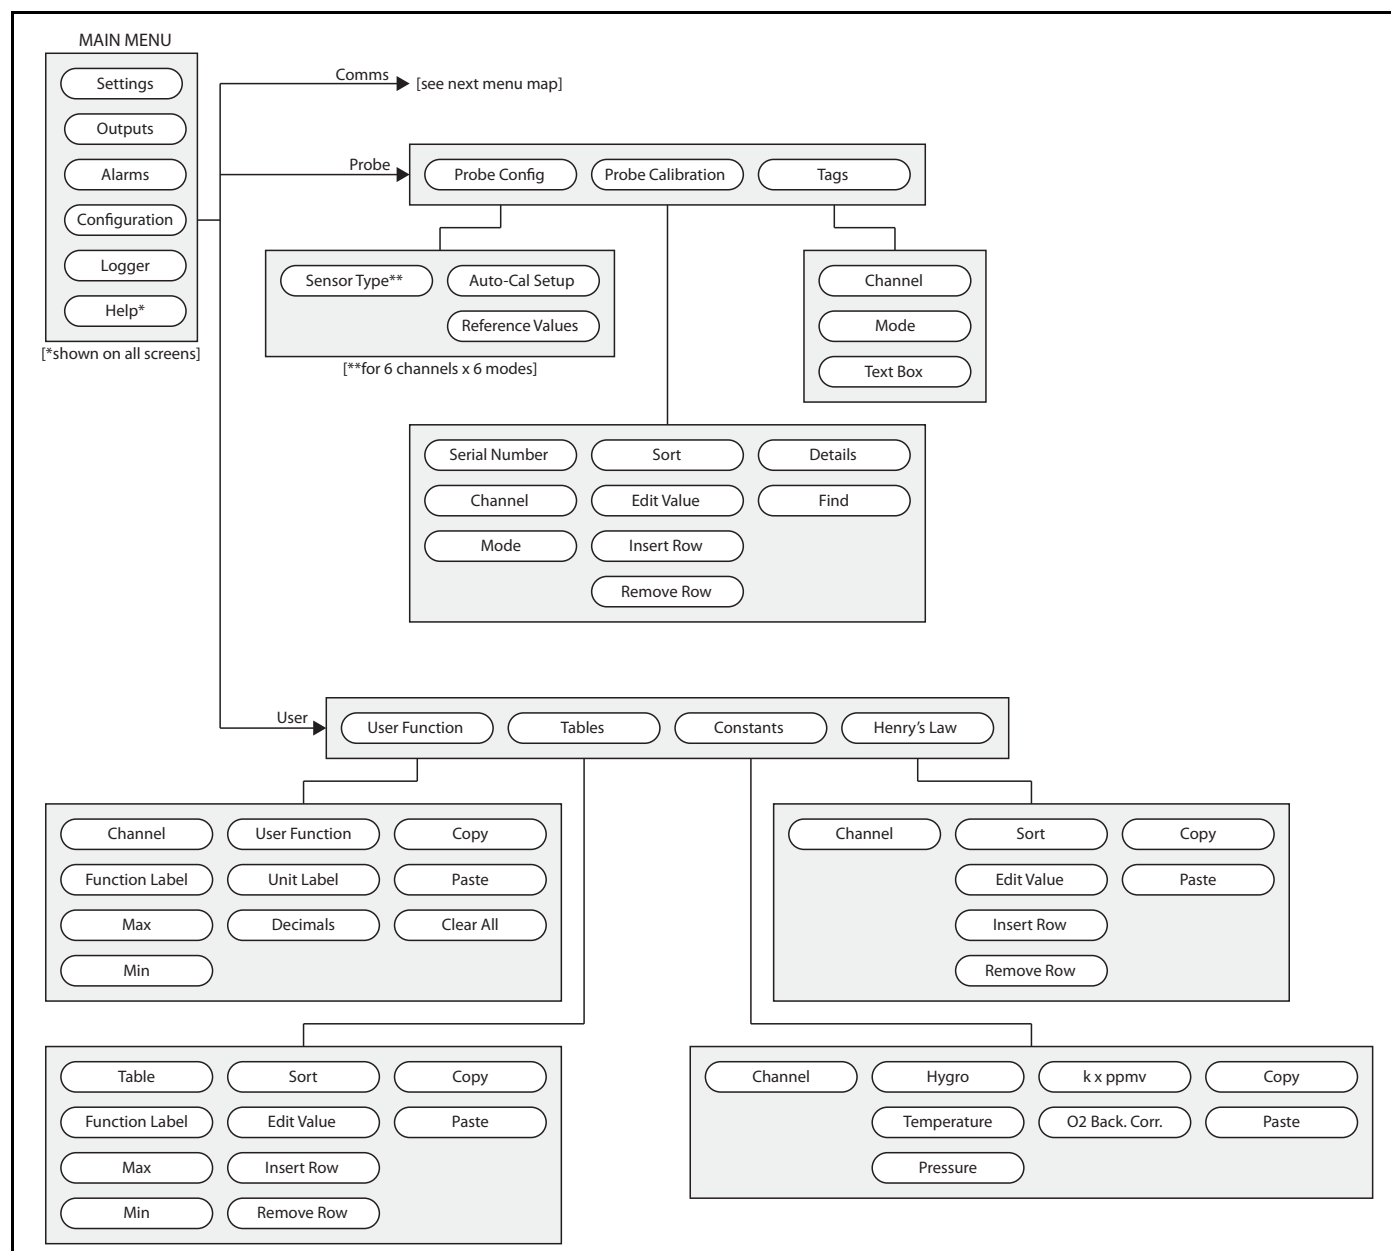 MAIN MENU
Settings
Outputs
Alarms
Configuration
Logger
Help*
[*shown on all screens]
Comms
[see next menu map]
Probe
Probe Config
Probe Calibration
Tags
Sensor Type**
Auto-Cal Setup
Reference Values
[**for 6 channels x 6 modes]
Channel
Mode
Text Box
Serial Number
Sort
Details
Channel
Edit Value
Find
Mode
Insert Row
Remove Row
User
User Function
Tables
Constants
Henry's Law
Channel
User Function
Copy
Function Label
Unit Label
Paste
Max
Decimals
Clear All
Min
Channel
Sort
Copy
Edit Value
Paste
Insert Row
Remove Row
Table
Sort
Copy
Function Label
Edit Value
Paste
Max
Insert Row
Min
Remove Row
Channel
Hygro
k x ppmv
Copy
Temperature
O2 Back. Corr.
Paste
Pressure